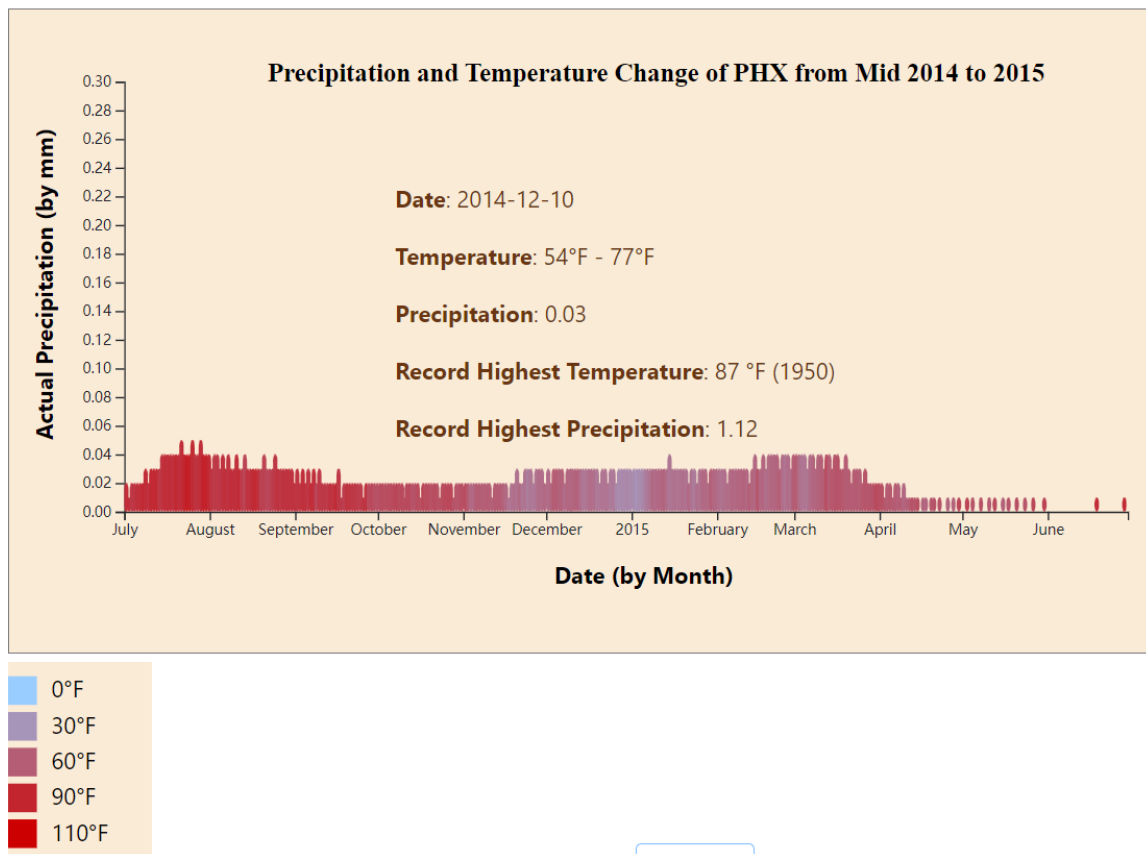 Precipitation and Temperature Change of PHX from Mid 2014 to 2015
Actual Precipitation (by mm)
0.30
0.28
0.26
0.24
0.22
0.20
0.18
0.16
0.14
0.12
0.10
0.08
0.06
0.04
0.02
0.00
Date: 2014-12-10
Temperature: 54°F - 77°F
Precipitation: 0.03
Record Highest Temperature: 87 °F (1950)
Record Highest Precipitation: 1.12
July August September October November December 2015 February March April May June
Date (by Month)
0°F
30°F
60°F
90°F
110°F